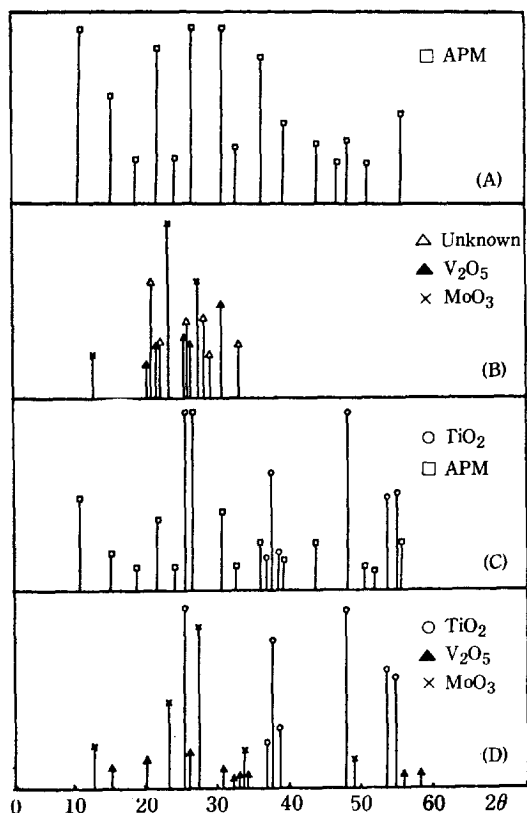 □ APM
(A)
△ Unknown
▲ V₂O₅
× MoO₃
(B)
○ TiO₂
□ APM
(C)
○ TiO₂
▲ V₂O₅
× MoO₃
(D)
0 10 20 30 40 50 60 2θ